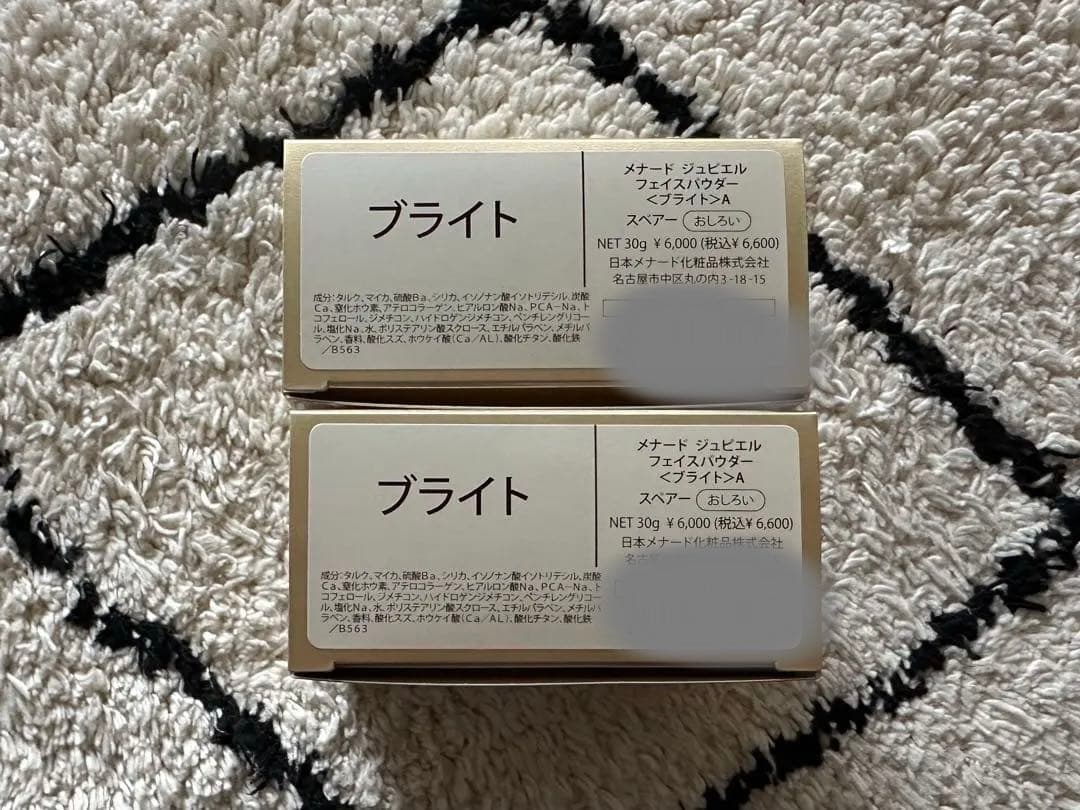 ブライト
メナード ジュピエル
フェイスパウダー
<ブライト>A
スペアー おしろい
NET 30g ¥6,000 (税込¥6,600)
日本メナード化粧品株式会社
名古屋市中区丸の内3-18-15
成分:タルク、マイカ、硫酸Ba、シリカ、イソノナン酸イソトリデシル、炭酸
Ca、窒化ホウ素、アテロコラーゲン、ヒアルロン酸Na、PCA-Na、ト
コフェロール、ジメチコン、ハイドロゲンジメチコン、ペンチレングリコー
ル、塩化Na、水、ポリステアリン酸スクロース、エチルパラベン、メチルパ
ラベン、香料、酸化スズ、ホウケイ酸(Ca/AL)、酸化チタン、酸化鉄
/B563
ブライト
メナード ジュピエル
フェイスパウダー
<ブライト>A
スペアー おしろい
NET 30g ¥6,000 (税込¥6,600)
日本メナード化粧品株式会社
成分:タルク、マイカ、硫酸Ba、シリカ、イソノナン酸イソトリデシル、炭酸
Ca、窒化ホウ素、アテロコラーゲン、ヒアルロン酸Na、PCA-Na、ト
コフェロール、ジメチコン、ハイドロゲンジメチコン、ペンチレングリコー
ル、塩化Na、水、ポリステアリン酸スクロース、エチルパラベン、メチルパ
ラベン、香料、酸化スズ、ホウケイ酸(Ca/AL)、酸化チタン、酸化鉄
/B563